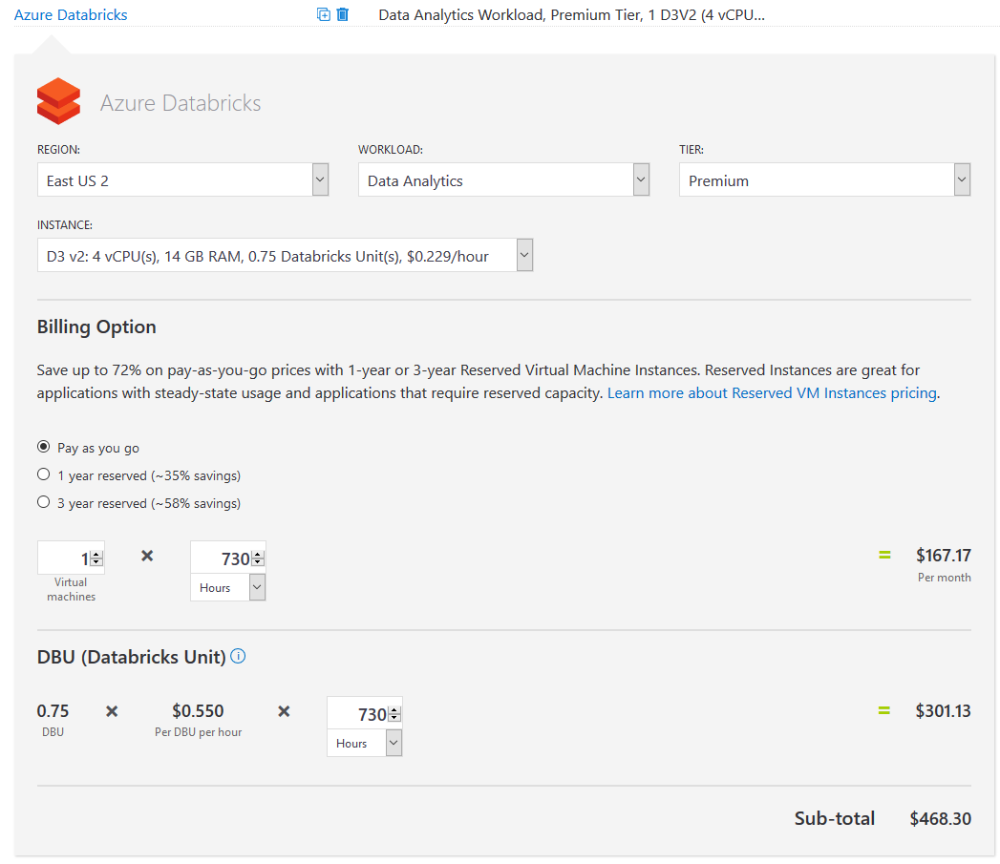 Azure Databricks
Data Analytics Workload, Premium Tier, 1 D3V2 (4 vCPU...
Azure Databricks
REGION:
WORKLOAD:
TIER:
East US 2
Data Analytics
Premium
INSTANCE:
D3 v2: 4 vCPU(s), 14 GB RAM, 0.75 Databricks Unit(s), $0.229/hour
Billing Option
Save up to 72% on pay-as-you-go prices with 1-year or 3-year Reserved Virtual Machine Instances. Reserved Instances are great for
applications with steady-state usage and applications that require reserved capacity. Learn more about Reserved VM Instances pricing.
Pay as you go
1 year reserved (~35% savings)
3 year reserved (~58% savings)
1 × 730 = $167.17
Virtual
machines
Hours
Per month
DBU (Databricks Unit)
0.75 × $0.550 × 730 = $301.13
DBU
Per DBU per hour
Hours
Sub-total $468.30